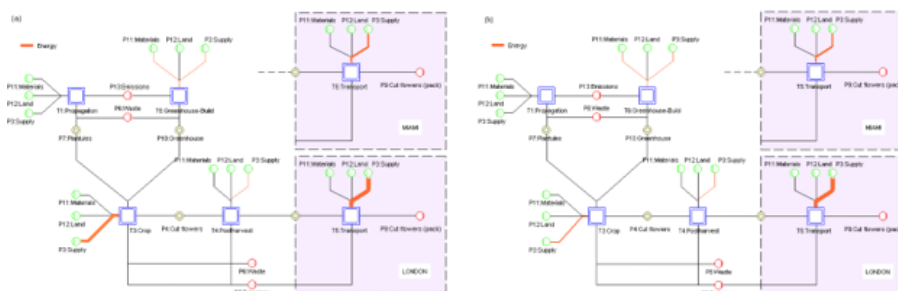 (a)
P11:Materials P12:Land P3:Supply
P11:Materials P12:Land P3:Supply
Energy
P11:Materials
P12:Land
P3:Supply
P13:Emissions
T1:Propagation
P6:Waste
T6:Greenhouse-Build
T5:Transport
P9:Cut flowers (pack)
MIAMI
P7:Plantules
P10:Greenhouse
P11:Materials P12:Land P3:Supply
P11:Materials P12:Land P3:Supply
P11:Materials
P12:Land
P3:Supply
T3:Crop
P4:Cut flowers
T4:Postharvest
T5:Transport
P9:Cut flowers (pack)
P6:Waste
LONDON
(b)
P11:Materials P12:Land P3:Supply
P11:Materials P12:Land P3:Supply
Energy
P11:Materials
P12:Land
P3:Supply
P13:Emissions
T1:Propagation
P6:Waste
T6:Greenhouse-Build
T5:Transport
P9:Cut flowers (pack)
MIAMI
P7:Plantules
P10:Greenhouse
P11:Materials P12:Land P3:Supply
P11:Materials P12:Land P3:Supply
P11:Materials
P12:Land
P3:Supply
T3:Crop
P4:Cut flowers
T4:Postharvest
T5:Transport
P9:Cut flowers (pack)
P6:Waste
LONDON